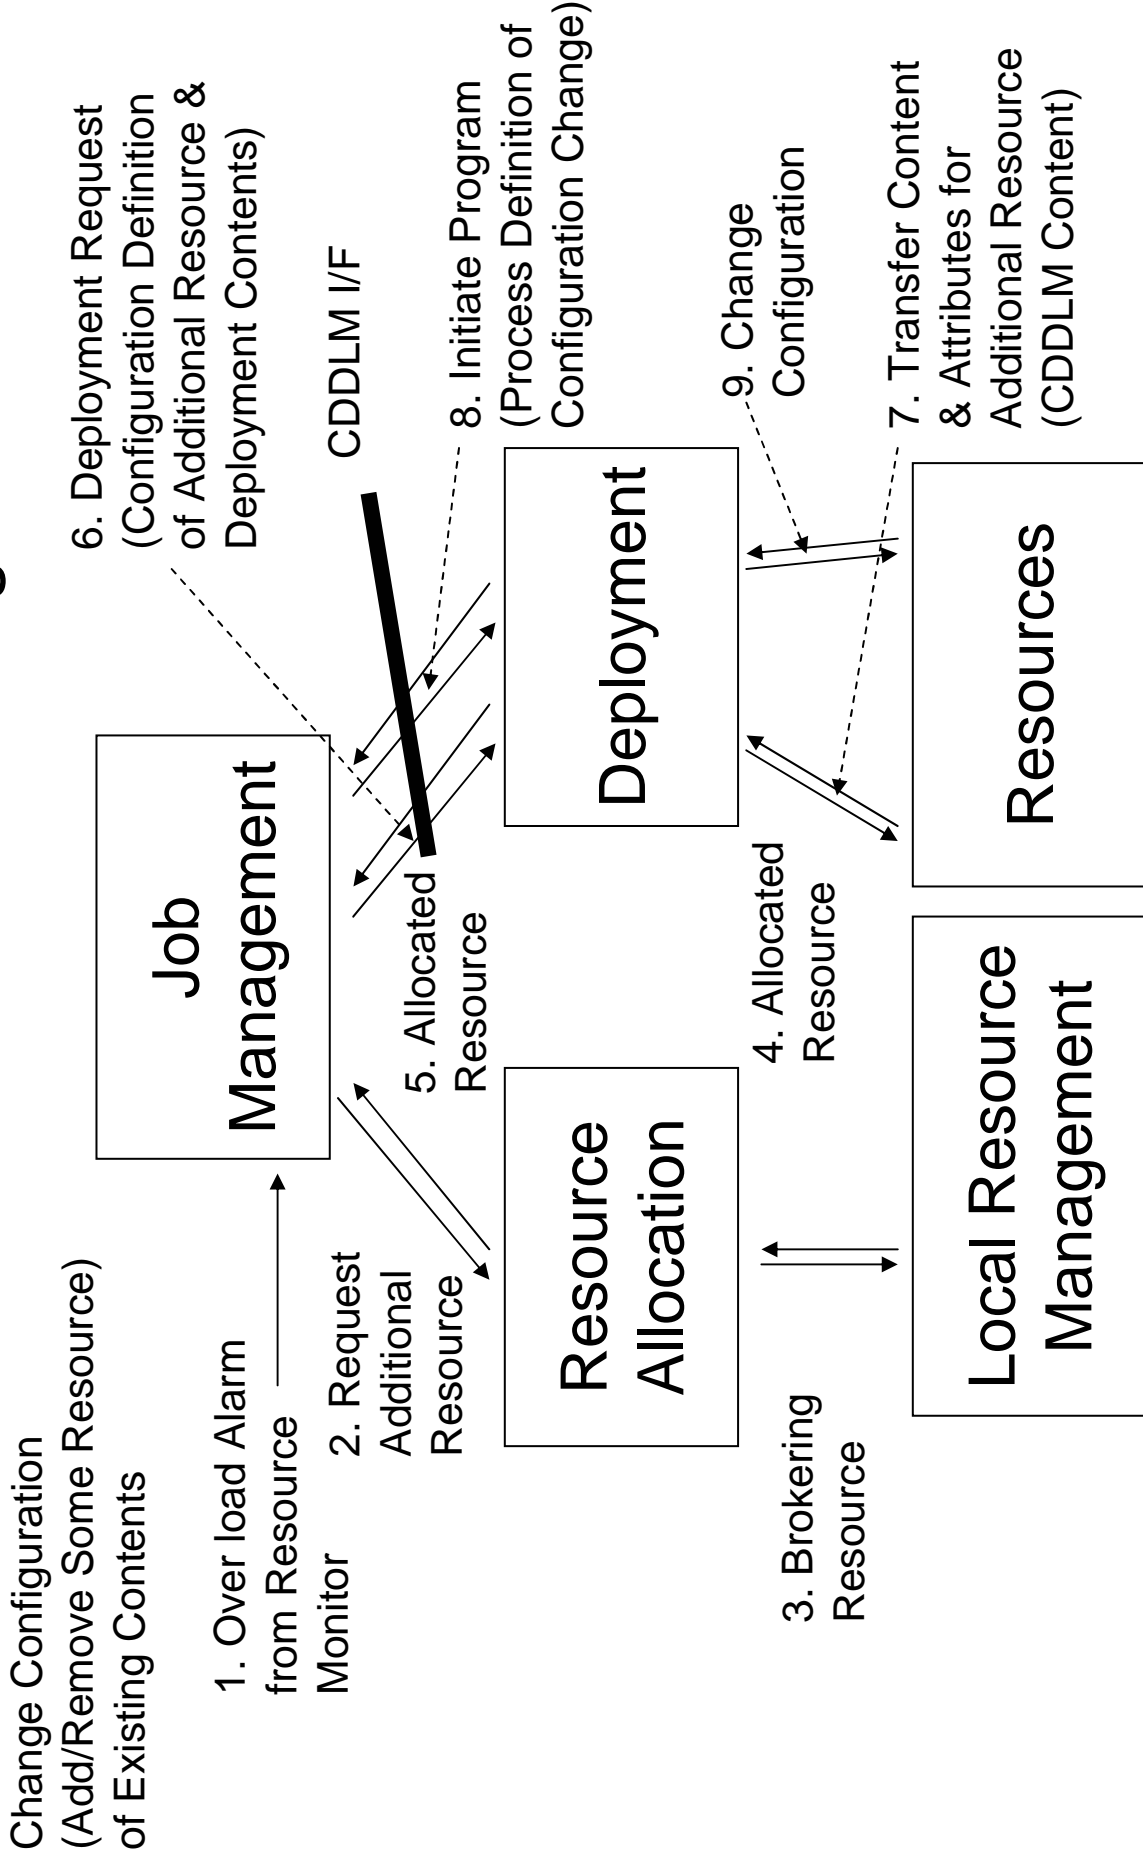 Change Configuration
(Add/Remove Some Resource)
of Existing Contents
1. Over load Alarm
from Resource
Monitor
Job
Management
6. Deployment Request
(Configuration Definition
of Additional Resource &
Deployment Contents)
CDDLM I/F
2. Request
Additional
Resource
5. Allocated
Resource
8. Initiate Program
(Process Definition of
Configuration Change)
Resource
Allocation
Deployment
3. Brokering
Resource
4. Allocated
Resource
9. Change
Configuration
7. Transfer Content
& Attributes for
Additional Resource
(CDDLM Content)
Local Resource
Management
Resources